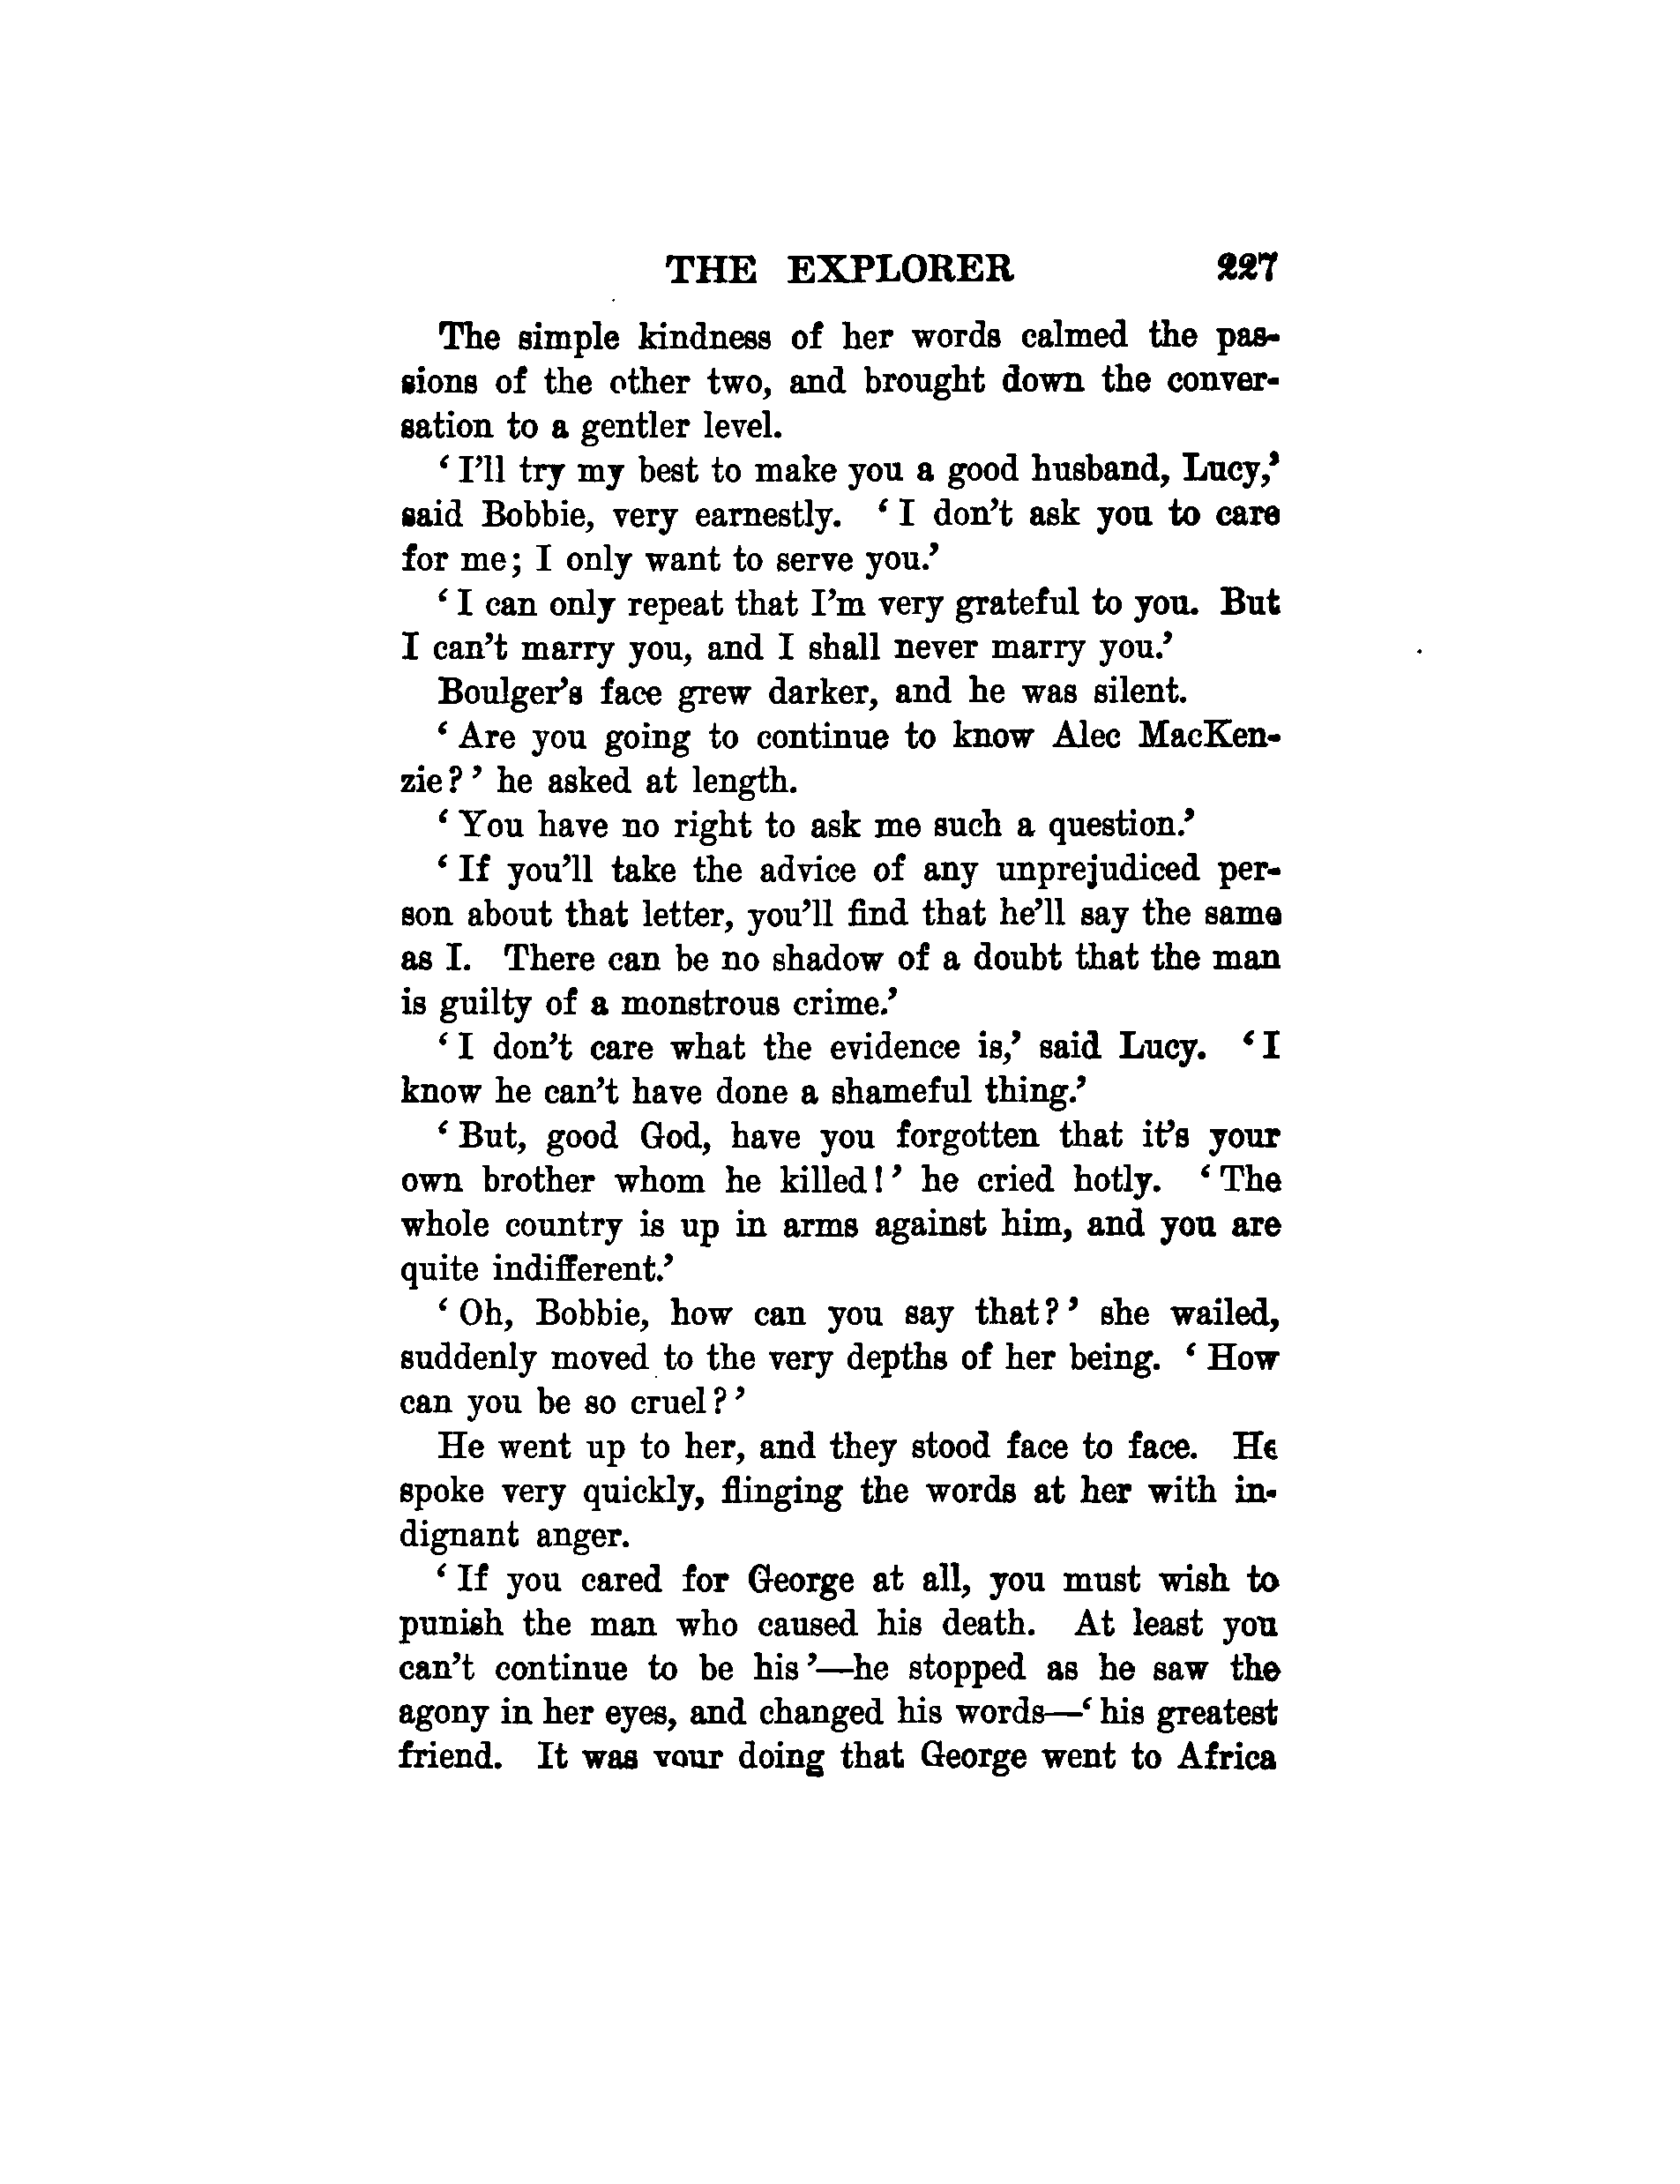 THE EXPLORER 227
The simple kindness of her words calmed the pas-
sions of the other two, and brought down the conver-
sation to a gentler level.
‘ I’ll try my best to make you a good husband, Lucy,’
said Bobbie, very earnestly. ‘ I don’t ask you to care
for me; I only want to serve you.’
‘ I can only repeat that I’m very grateful to you. But
I can’t marry you, and I shall never marry you.’
Boulger’s face grew darker, and he was silent.
‘ Are you going to continue to know Alec MacKen-
zie? ’ he asked at length.
‘ You have no right to ask me such a question.’
‘ If you’ll take the advice of any unprejudiced per-
son about that letter, you’ll find that he’ll say the same
as I. There can be no shadow of a doubt that the man
is guilty of a monstrous crime.’
‘ I don’t care what the evidence is,’ said Lucy. ‘ I
know he can’t have done a shameful thing.’
‘ But, good God, have you forgotten that it’s your
own brother whom he killed! ’ he cried hotly. ‘ The
whole country is up in arms against him, and you are
quite indifferent.’
‘ Oh, Bobbie, how can you say that? ’ she wailed,
suddenly moved to the very depths of her being. ‘ How
can you be so cruel? ’
He went up to her, and they stood face to face. He
spoke very quickly, flinging the words at her with in-
dignant anger.
‘ If you cared for George at all, you must wish to
punish the man who caused his death. At least you
can’t continue to be his ’—he stopped as he saw the
agony in her eyes, and changed his words—‘ his greatest
friend. It was your doing that George went to Africa